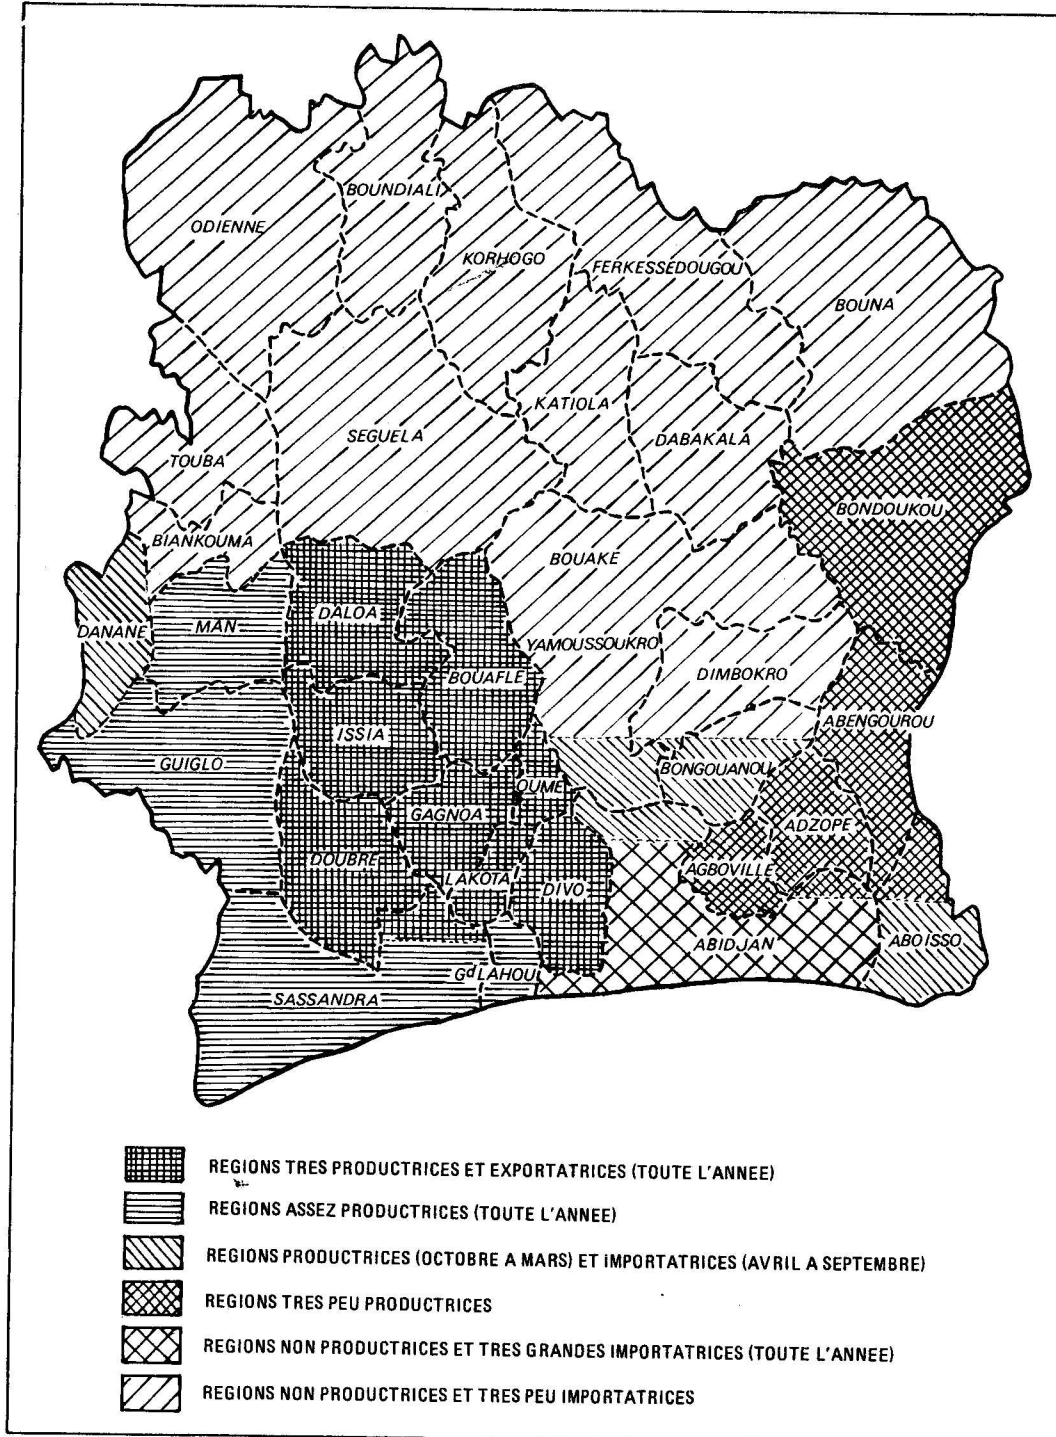 BOUNDIALI
ODIENNE
KORHOGO
FERKESSÉDOUGOU
BOUNA
KATIOLA
SEGUELA
DABAKALA
TOUBA
BONDOUKOU
BIANKOUMA
BOUAKE
DALOA
MAN
DANANE
YAMOUSSOUKRO
BOUAFLE
DIMBOKRO
ABENGOUROU
ISSIA
GUIGLO
BONGOUANOU
OUME
GAGNOA
ADZOPE
DOUBRE
AGBOVILLE
LAKOTA
DIVO
ABIDJAN
ABOISSO
Gd LAHOU
SASSANDRA
REGIONS TRES PRODUCTRICES ET EXPORTATRICES (TOUTE L'ANNEE)
REGIONS ASSEZ PRODUCTRICES (TOUTE L'ANNEE)
REGIONS PRODUCTRICES (OCTOBRE A MARS) ET IMPORTATRICES (AVRIL A SEPTEMBRE)
REGIONS TRES PEU PRODUCTRICES
REGIONS NON PRODUCTRICES ET TRES GRANDES IMPORTATRICES (TOUTE L'ANNEE)
REGIONS NON PRODUCTRICES ET TRES PEU IMPORTATRICES